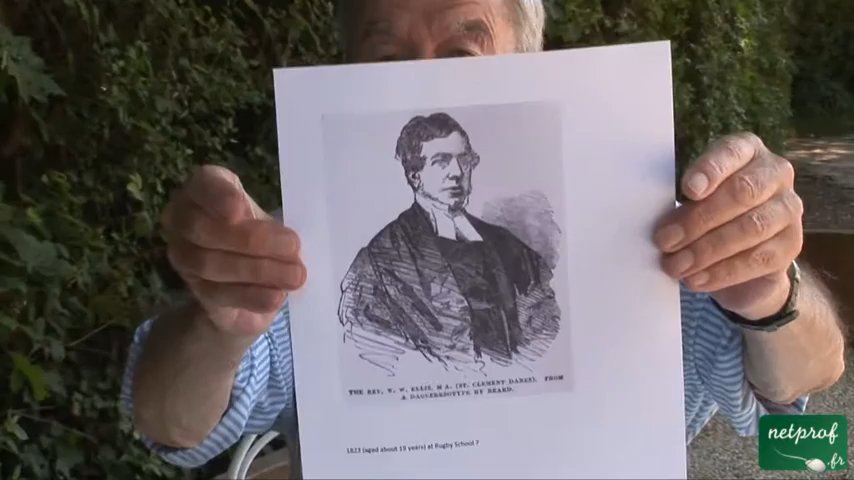 THE REV. W. W. ELLIS, M A. (ST. CLEMENT DANES). FROM
A DAGUERREOTYPE BY BEARD.
1823 (aged about 19 years) at Rugby School ?
netprof
.fr